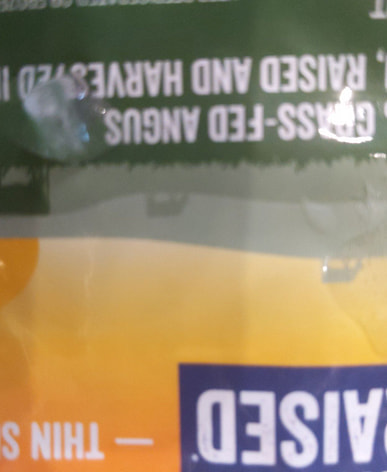 RAISED — THIN
GRASS-FED ANGUS
RAISED AND HARVESTED